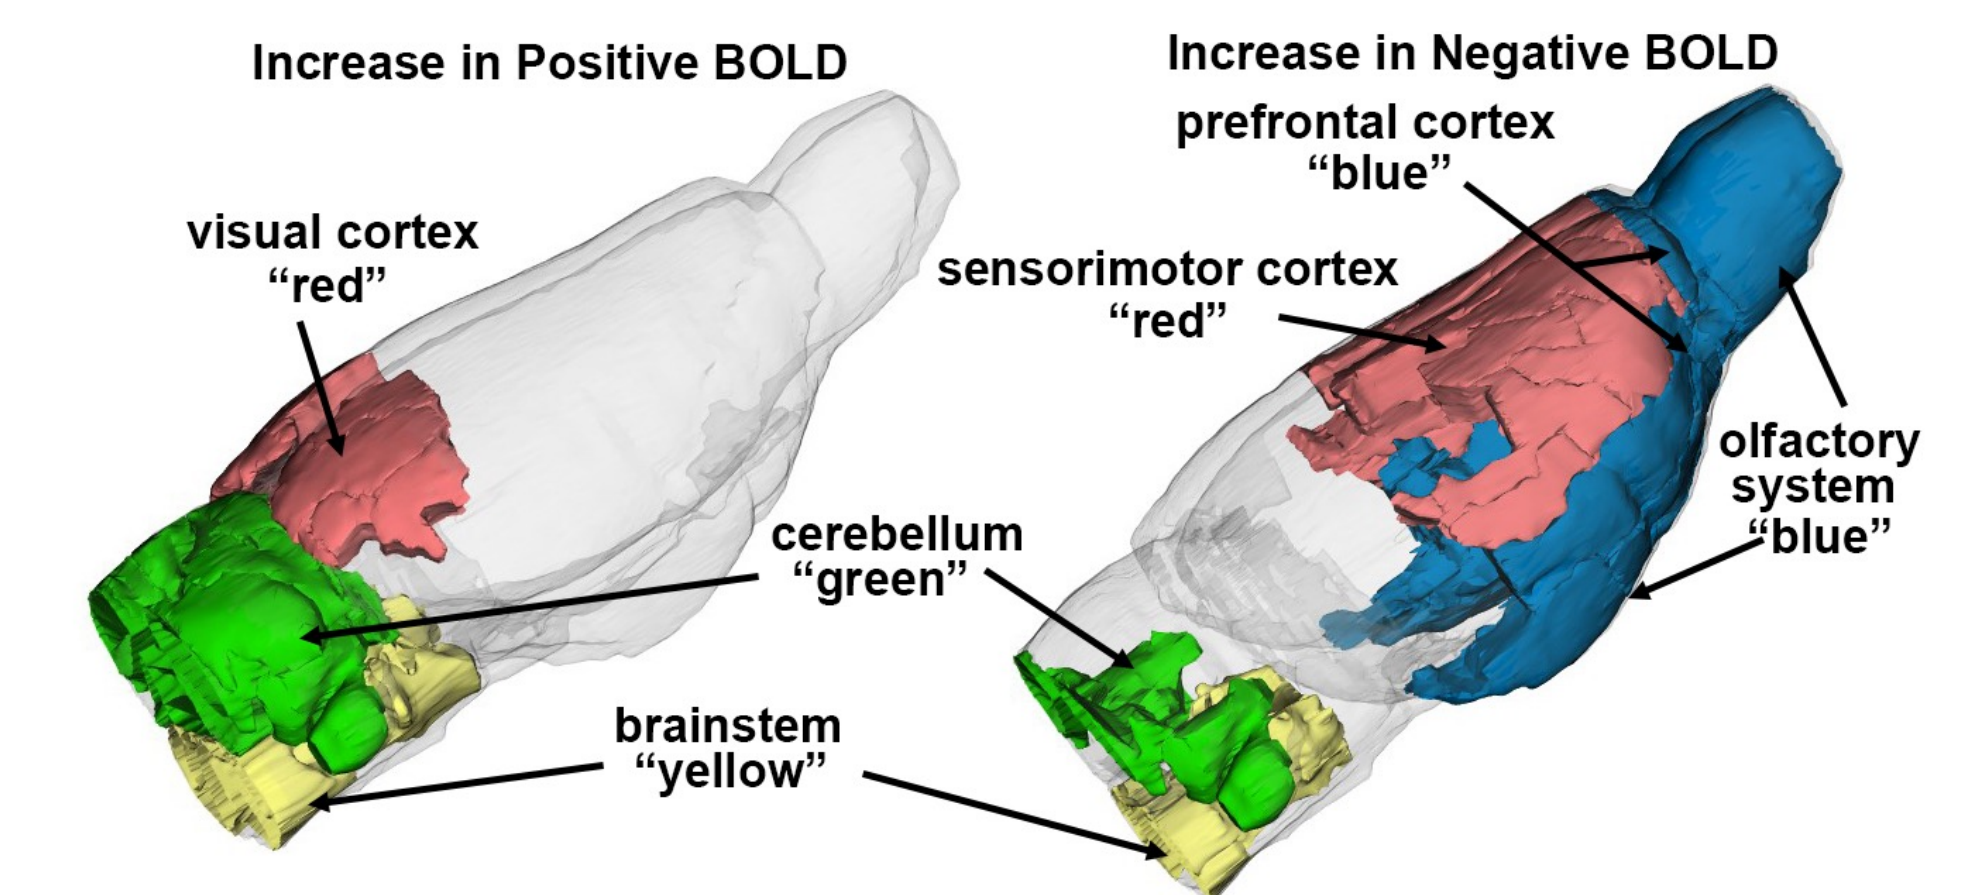 Increase in Positive BOLD
visual cortex
“red”
Increase in Negative BOLD
prefrontal cortex
“blue”
sensorimotor cortex
“red”
olfactory
system
“blue”
cerebellum
“green”
brainstem
“yellow”